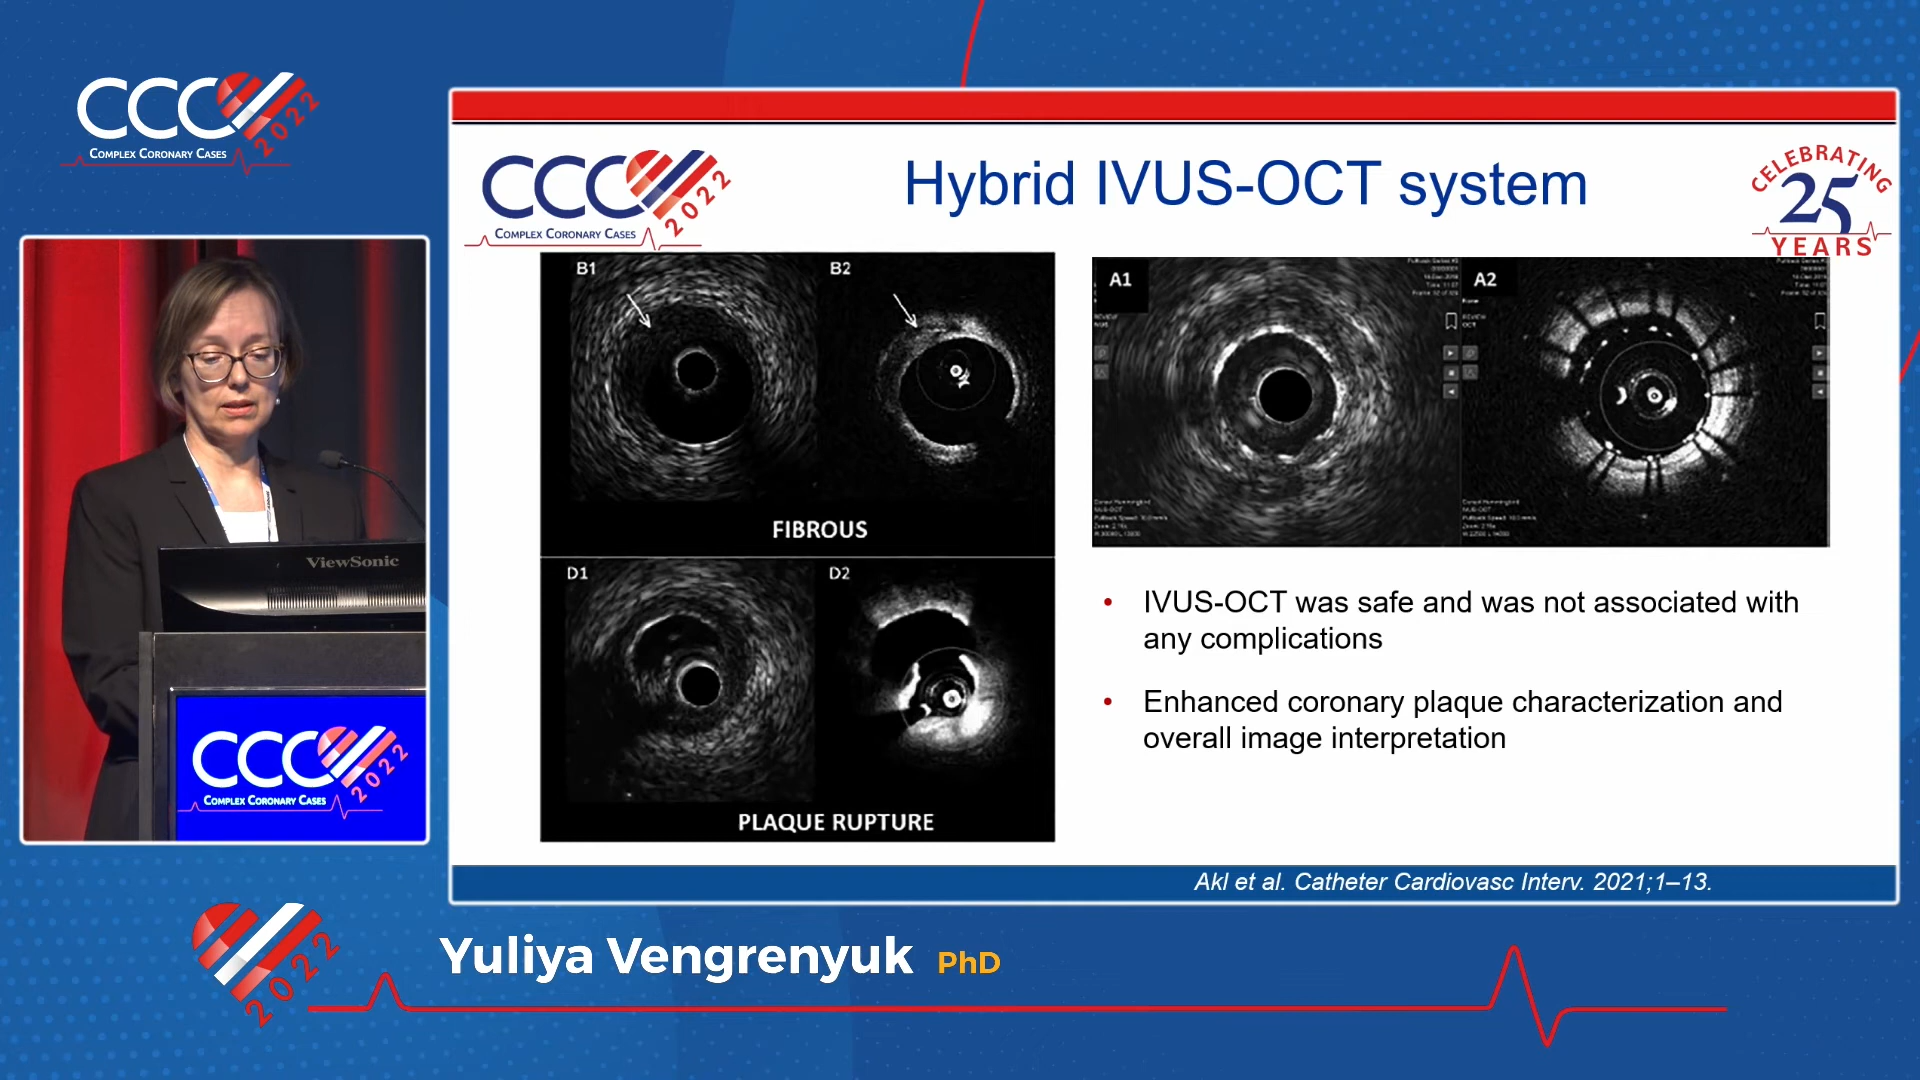 CCC
2022
COMPLEX CORONARY CASES
CCC
2022
COMPLEX CORONARY CASES
Hybrid IVUS-OCT system
CELEBRATING
25
YEARS
B1
B2
FIBROUS
D1
D2
PLAQUE RUPTURE
A1
A2
• IVUS-OCT was safe and was not associated with
any complications
• Enhanced coronary plaque characterization and
overall image interpretation
Akl et al. Catheter Cardiovasc Interv. 2021;1–13.
ViewSonic
CCC
2022
COMPLEX CORONARY CASES
2022
Yuliya Vengrenyuk PhD